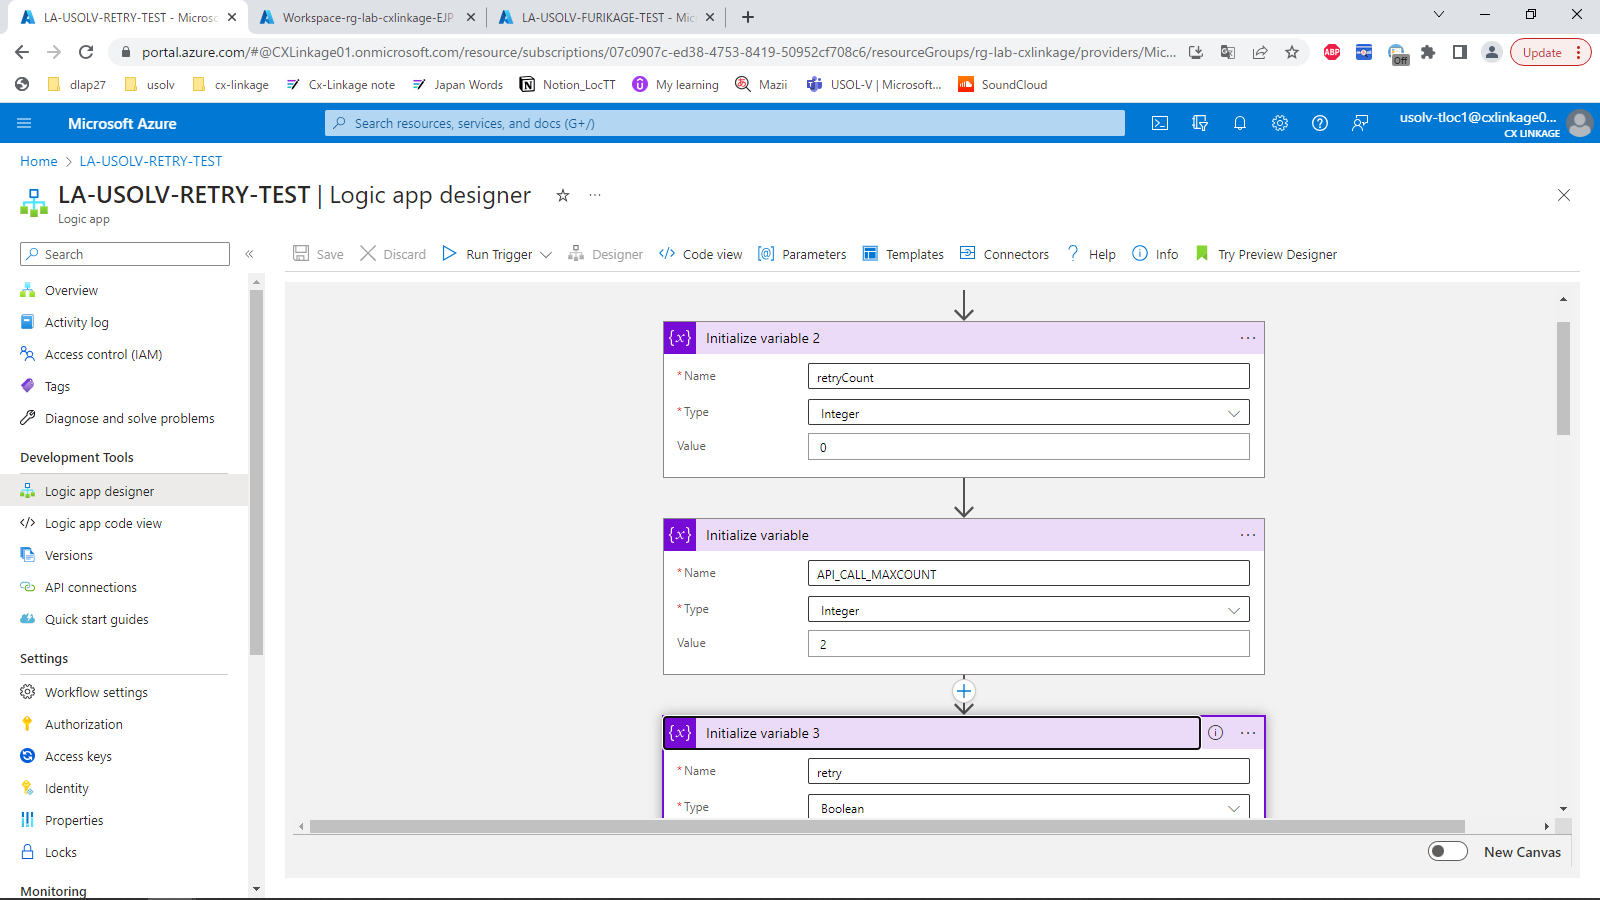 LA-USOLV-RETRY-TEST - Microsc
Workspace-rg-lab-cxlinkage-EJP
LA-USOLV-FURIKAGE-TEST - Mic
portal.azure.com/#@CXLinkage01.onmicrosoft.com/resource/subscriptions/07c0907c-ed38-4753-8419-50952cf708c6/resourceGroups/rg-lab-cxlinkage/providers/Mic...
ABP
Off
Update
dlap27
usolv
cx-linkage
Cx-Linkage note
Japan Words
Notion_LocTT
My learning
Mazii
USOL-V | Microsoft...
SoundCloud
Microsoft Azure
Search resources, services, and docs (G+/)
usolv-tloc1@cxlinkage0...
CX LINKAGE
Home > LA-USOLV-RETRY-TEST
LA-USOLV-RETRY-TEST | Logic app designer
Logic app
Search
Save
Discard
Run Trigger
Designer
Code view
Parameters
Templates
Connectors
Help
Info
Try Preview Designer
Overview
Activity log
Access control (IAM)
Tags
Diagnose and solve problems
Development Tools
Logic app designer
Logic app code view
Versions
API connections
Quick start guides
Settings
Workflow settings
Authorization
Access keys
Identity
Properties
Locks
Monitoring
{x} Initialize variable 2
* Name
retryCount
* Type
Integer
Value
0
{x} Initialize variable
* Name
API_CALL_MAXCOUNT
* Type
Integer
Value
2
{x} Initialize variable 3
* Name
retry
* Type
Boolean
New Canvas